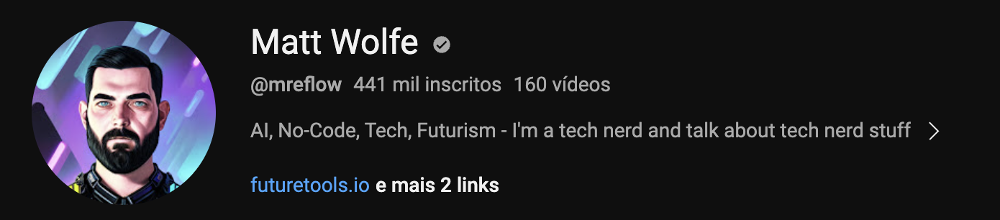 Matt Wolfe
@mreflow 441 mil inscritos 160 vídeos
AI, No-Code, Tech, Futurism - I'm a tech nerd and talk about tech nerd stuff
futuretools.io e mais 2 links